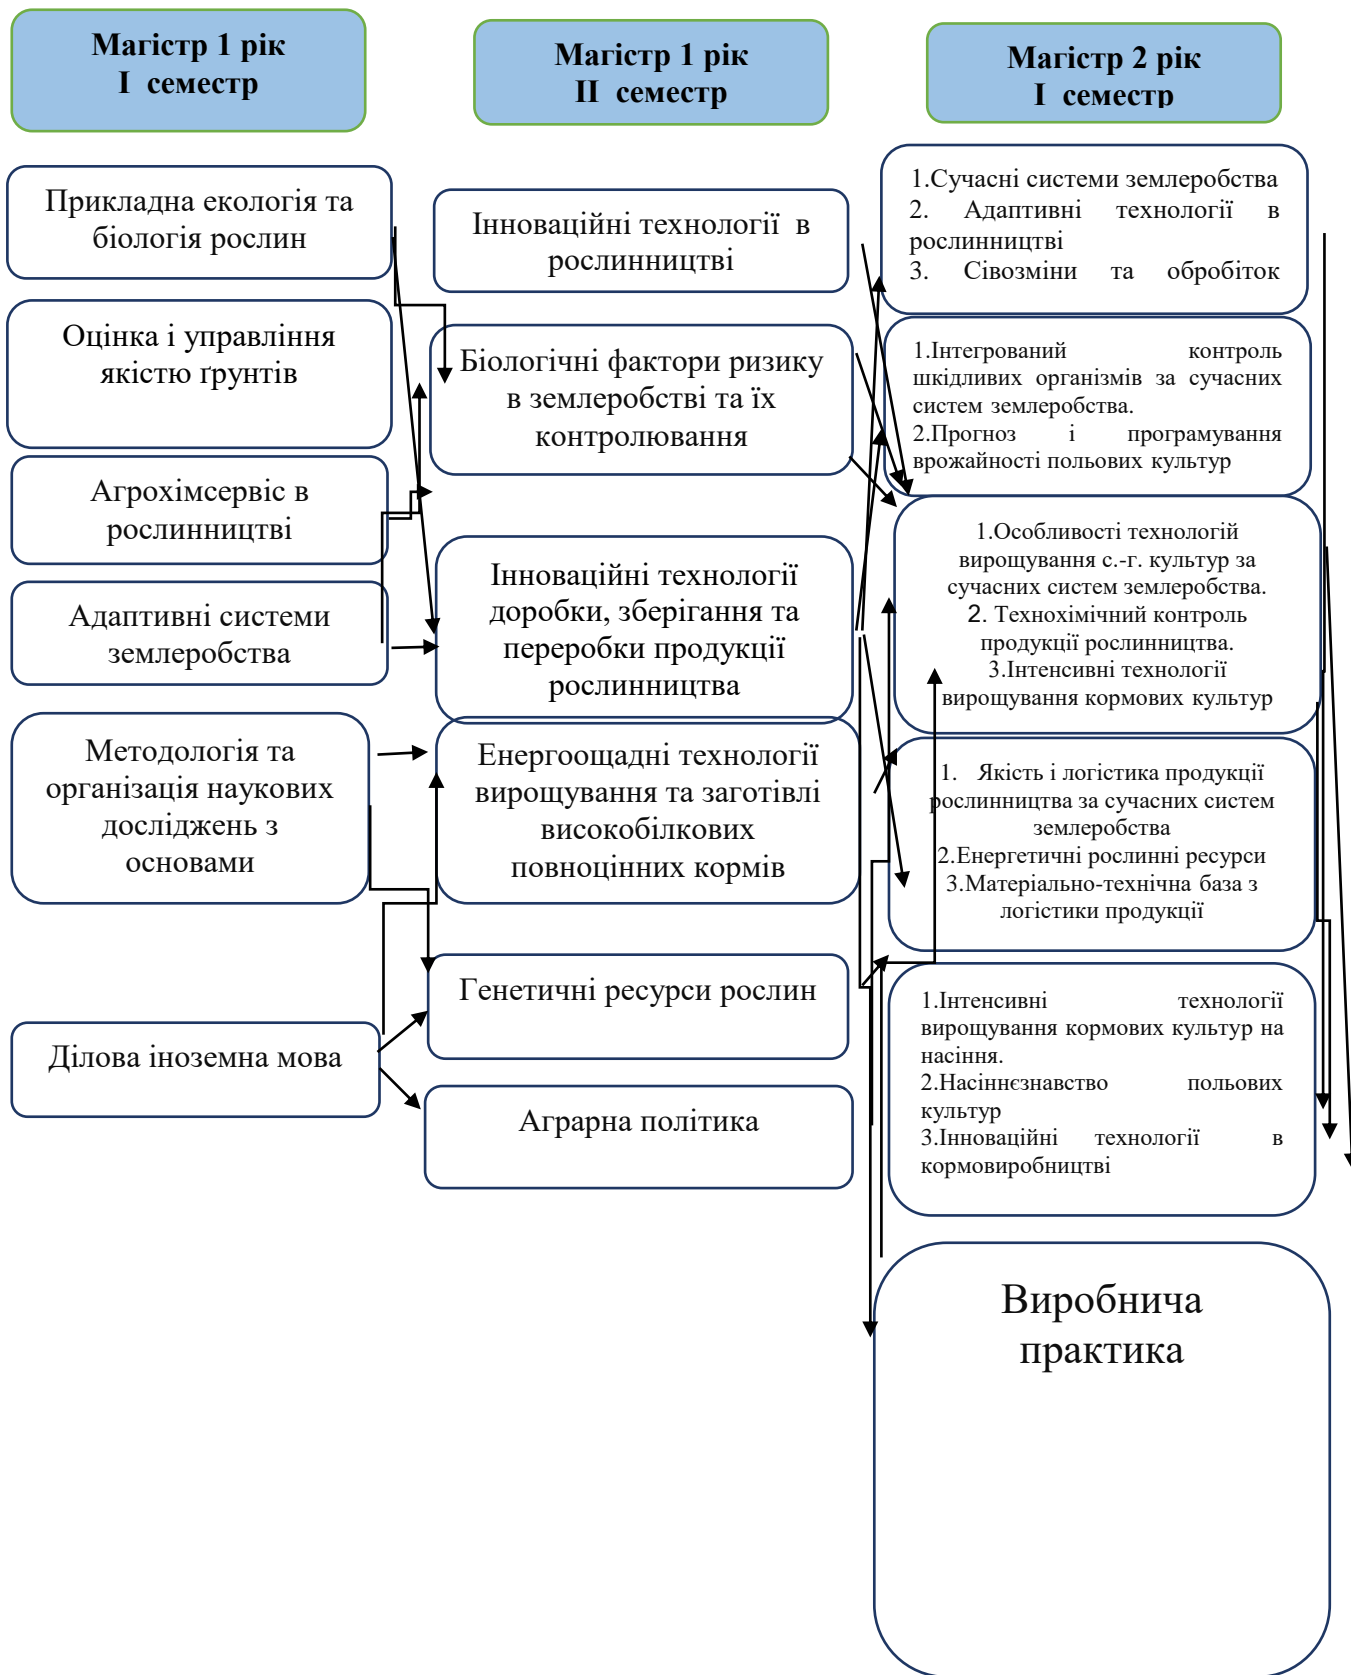 Магістр 1 рік
І семестр
Прикладна екологія та
біологія рослин
Оцінка і управління
якістю ґрунтів
Агрохімсервіс в
рослинництві
Адаптивні системи
землеробства
Методологія та
організація наукових
досліджень з
основами
Ділова іноземна мова
Магістр 1 рік
ІІ семестр
Інноваційні технології в
рослинництві
Біологічні фактори ризику
в землеробстві та їх
контролювання
Інноваційні технології
доробки, зберігання та
переробки продукції
рослинництва
Енергоощадні технології
вирощування та заготівлі
високобілкових
повноцінних кормів
Генетичні ресурси рослин
Аграрна політика
Магістр 2 рік
І семестр
1.Сучасні системи землеробства
2. Адаптивні технології в
рослинництві
3. Сівозміни та обробіток
1.Інтегрований контроль
шкідливих організмів за сучасних
систем землеробства.
2.Прогноз і програмування
врожайності польових культур
1.Особливості технологій
вирощування с.-г. культур за
сучасних систем землеробства.
2. Технохімічний контроль
продукції рослинництва.
3.Інтенсивні технології
вирощування кормових культур
1. Якість і логістика продукції
рослинництва за сучасних систем
землеробства
2.Енергетичні рослинні ресурси
3.Матеріально-технічна база з
логістики продукції
1.Інтенсивні технології
вирощування кормових культур на
насіння.
2.Насіннєзнавство польових
культур
3.Інноваційні технології в
кормовиробництві
Виробнича
практика